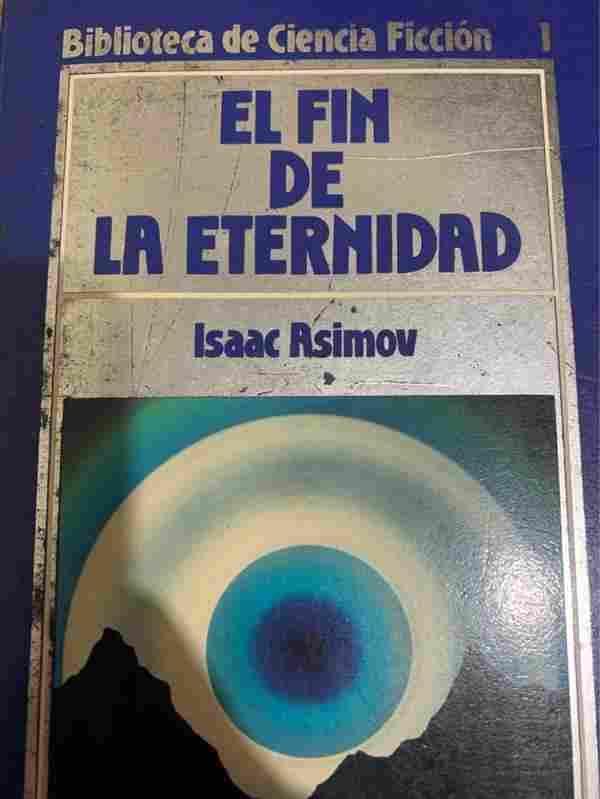 Biblioteca de Ciencia Ficción 1
EL FIN
DE
LA ETERNIDAD
Isaac Asimov